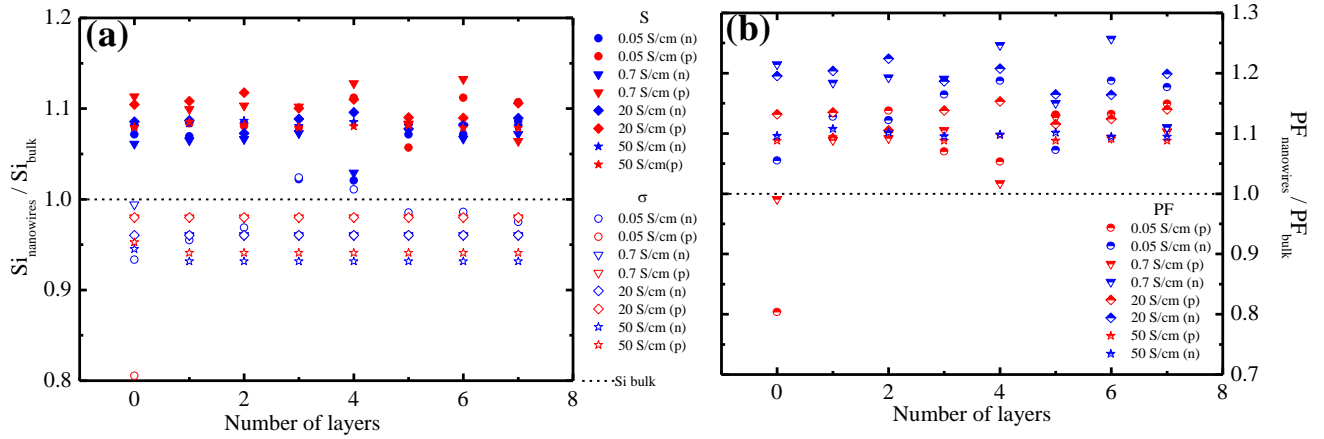 (a)
1.2
1.1
1.0
0.9
0.8
Si nanowires / Si bulk
0 2 4 6 8
Number of layers
S
0.05 S/cm (n)
0.05 S/cm (p)
0.7 S/cm (n)
0.7 S/cm (p)
20 S/cm (n)
20 S/cm (p)
50 S/cm (n)
50 S/cm(p)
σ
0.05 S/cm (n)
0.05 S/cm (p)
0.7 S/cm (n)
0.7 S/cm (p)
20 S/cm (n)
20 S/cm (p)
50 S/cm (n)
50 S/cm (p)
Si bulk
(b)
1.3
1.2
1.1
1.0
0.9
0.8
0.7
PF nanowires / PF bulk
PF
0.05 S/cm (p)
0.05 S/cm (n)
0.7 S/cm (p)
0.7 S/cm (n)
20 S/cm (p)
20 S/cm (n)
50 S/cm (p)
50 S/cm (n)
0 2 4 6 8
Number of layers